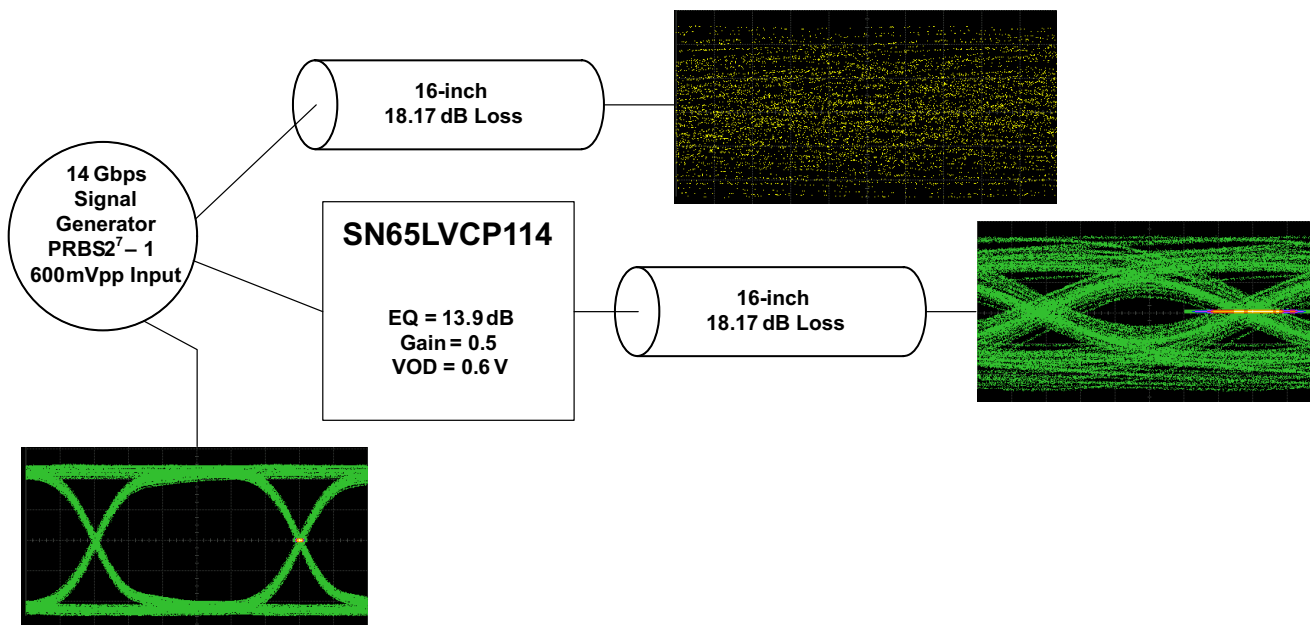 16-inch
18.17 dB Loss
14 Gbps
Signal
Generator
PRBS2⁷ – 1
600mVpp Input
SN65LVCP114
EQ = 13.9 dB
Gain = 0.5
VOD = 0.6 V
16-inch
18.17 dB Loss